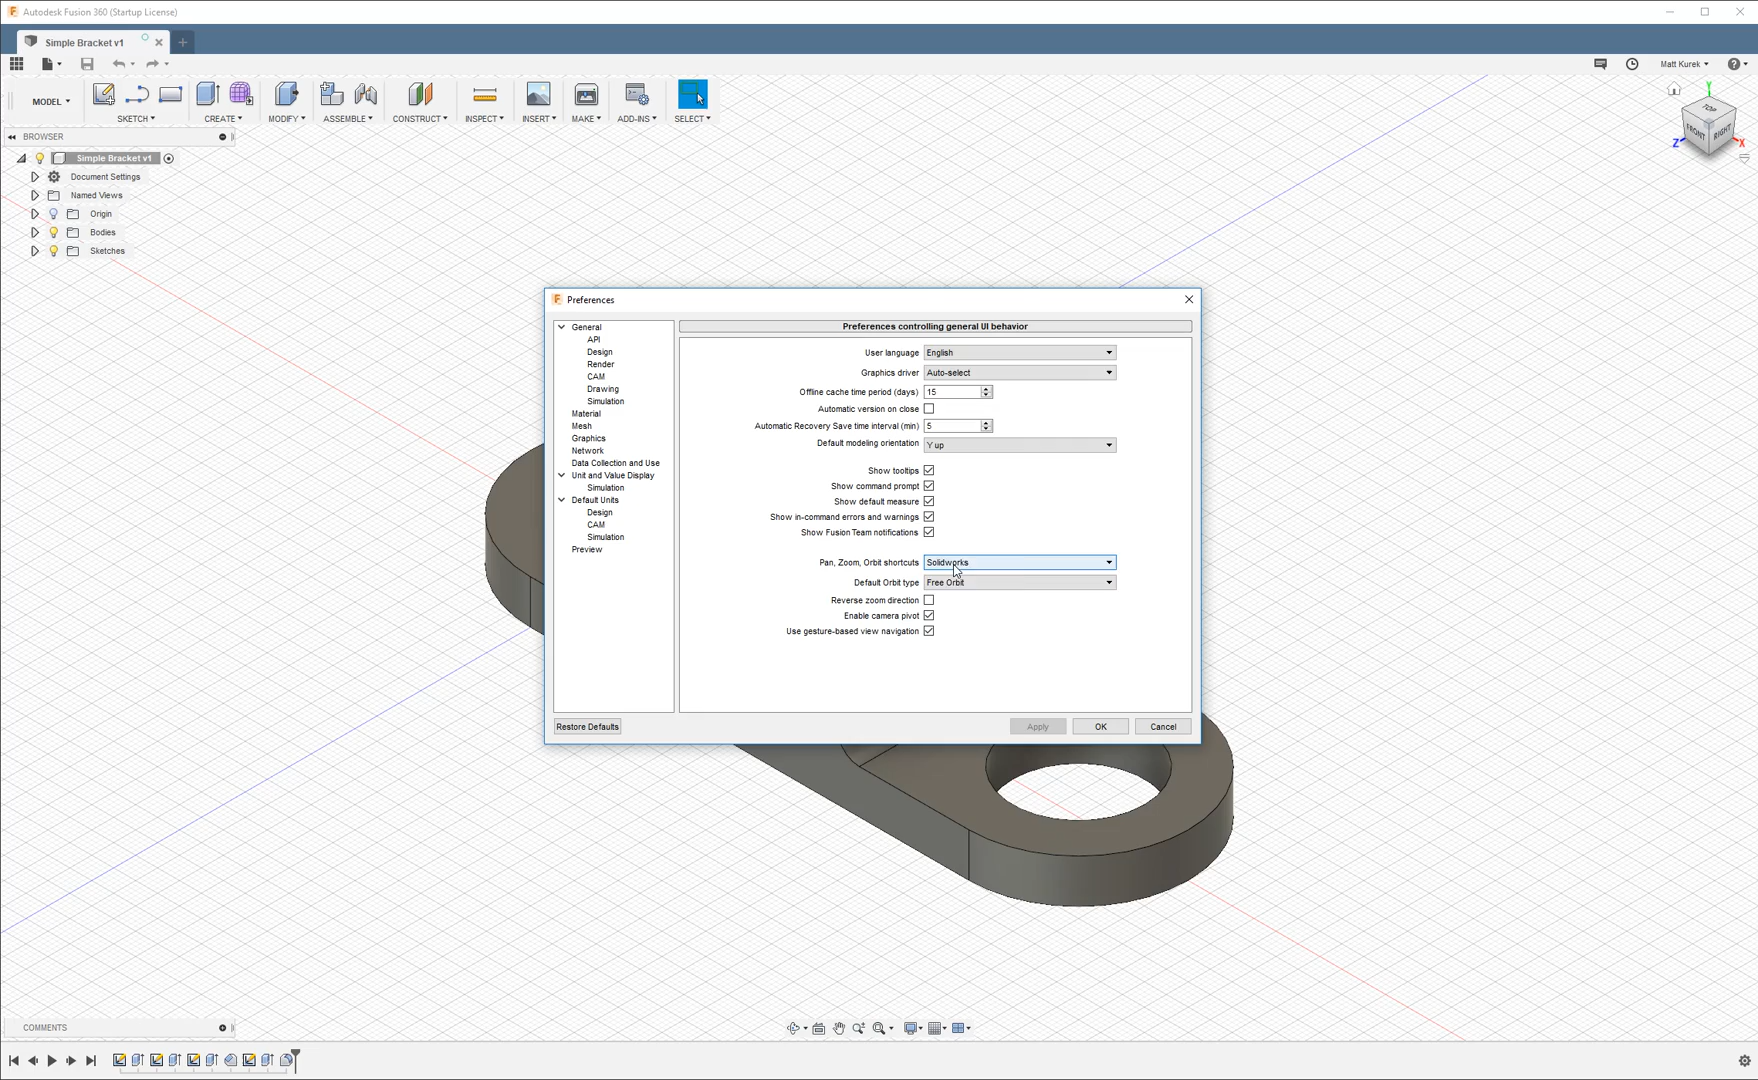 Autodesk Fusion 360 (Startup License)
Simple Bracket v1
Matt Kurek
MODEL
SKETCH
CREATE
MODIFY
ASSEMBLE
CONSTRUCT
INSPECT
INSERT
MAKE
ADD-INS
SELECT
Y
TOP
FRONT
RIGHT
Z
X
BROWSER
Simple Bracket v1
Document Settings
Named Views
Origin
Bodies
Sketches
Preferences
General
API
Design
Render
CAM
Drawing
Simulation
Material
Mesh
Graphics
Network
Data Collection and Use
Unit and Value Display
Simulation
Default Units
Design
CAM
Simulation
Preview
Preferences controlling general UI behavior
User language English
Graphics driver Auto-select
Offline cache time period (days) 15
Automatic version on close
Automatic Recovery Save time interval (min) 5
Default modeling orientation Y up
Show tooltips
Show command prompt
Show default measure
Show in-command errors and warnings
Show Fusion Team notifications
Pan, Zoom, Orbit shortcuts Solidworks
Default Orbit type Free Orbit
Reverse zoom direction
Enable camera pivot
Use gesture-based view navigation
Restore Defaults
Apply
OK
Cancel
COMMENTS